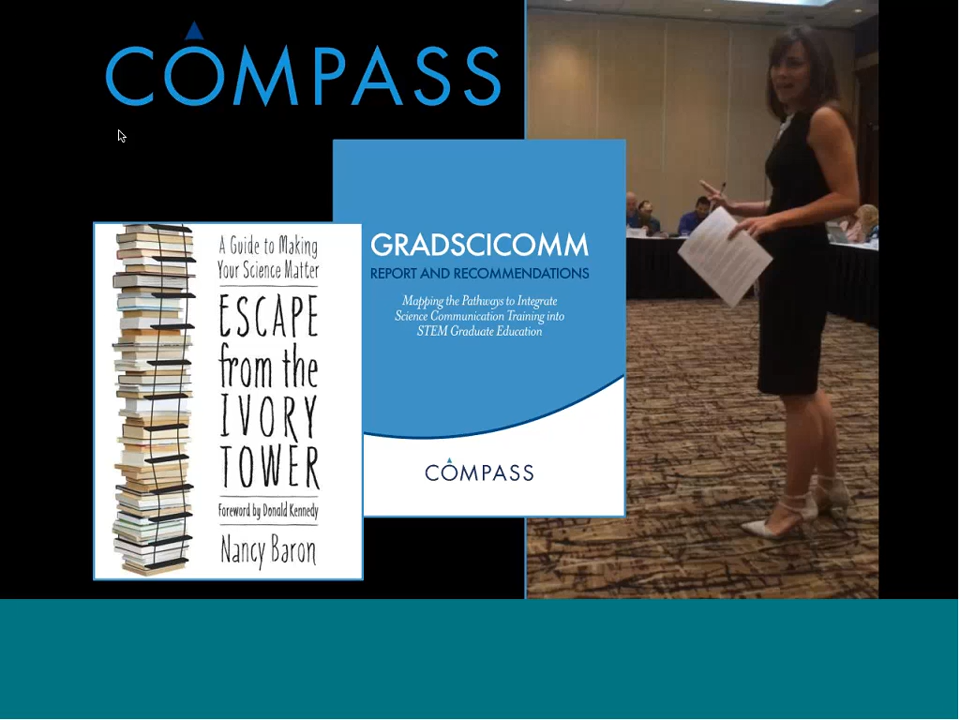 COMPASS
GRADSCICOMM
REPORT AND RECOMMENDATIONS
Mapping the Pathways to Integrate
Science Communication Training into
STEM Graduate Education
COMPASS
A Guide to Making
Your Science Matter
ESCAPE
from the
IVORY
TOWER
Foreword by Donald Kennedy
Nancy Baron